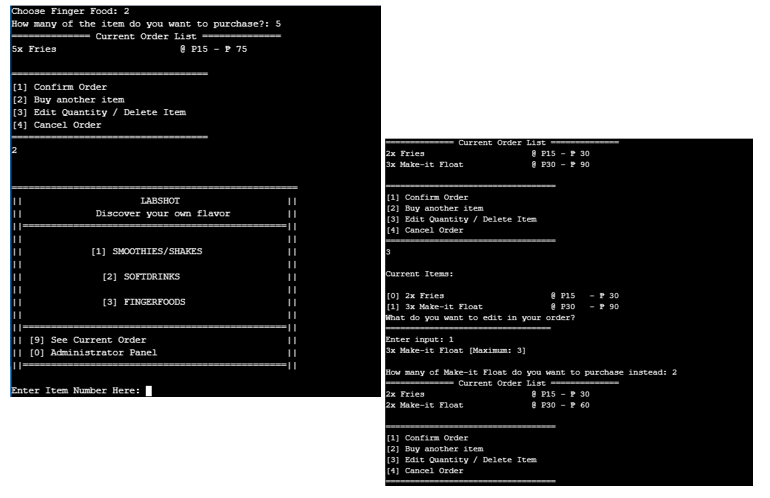 Choose Finger Food: 2
How many of the item do you want to purchase?: 5
============== Current Order List ==============
5x Fries @ P15 - ₱ 75
===================================
[1] Confirm Order
[2] Buy another item
[3] Edit Quantity / Delete Item
[4] Cancel Order
===================================
2
===================================================
|| LABSHOT ||
|| Discover your own flavor ||
||===============================================||
|| ||
|| [1] SMOOTHIES/SHAKES ||
|| ||
|| [2] SOFTDRINKS ||
|| ||
|| [3] FINGERFOODS ||
|| ||
||===============================================||
|| [9] See Current Order ||
|| [0] Administrator Panel ||
||===============================================||
Enter Item Number Here:
============== Current Order List ==============
2x Fries @ P15 - ₱ 30
3x Make-it Float @ P30 - ₱ 90
===================================
[1] Confirm Order
[2] Buy another item
[3] Edit Quantity / Delete Item
[4] Cancel Order
===================================
3
Current Items:
[0] 2x Fries @ P15 - ₱ 30
[1] 3x Make-it Float @ P30 - ₱ 90
What do you want to edit in your order?
===================================
Enter input: 1
3x Make-it Float [Maximum: 3]
How many of Make-it Float do you want to purchase instead: 2
============== Current Order List ==============
2x Fries @ P15 - ₱ 30
2x Make-it Float @ P30 - ₱ 60
===================================
[1] Confirm Order
[2] Buy another item
[3] Edit Quantity / Delete Item
[4] Cancel Order
===================================